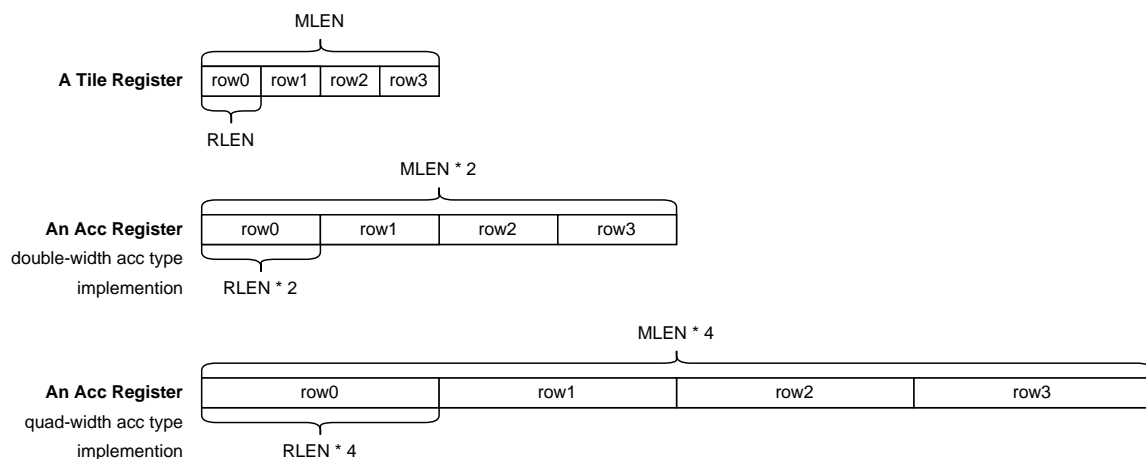 MLEN
A Tile Register
row0 row1 row2 row3
RLEN
MLEN * 2
An Acc Register
row0 row1 row2 row3
double-width acc type
implemention
RLEN * 2
MLEN * 4
An Acc Register
row0 row1 row2 row3
quad-width acc type
implemention
RLEN * 4